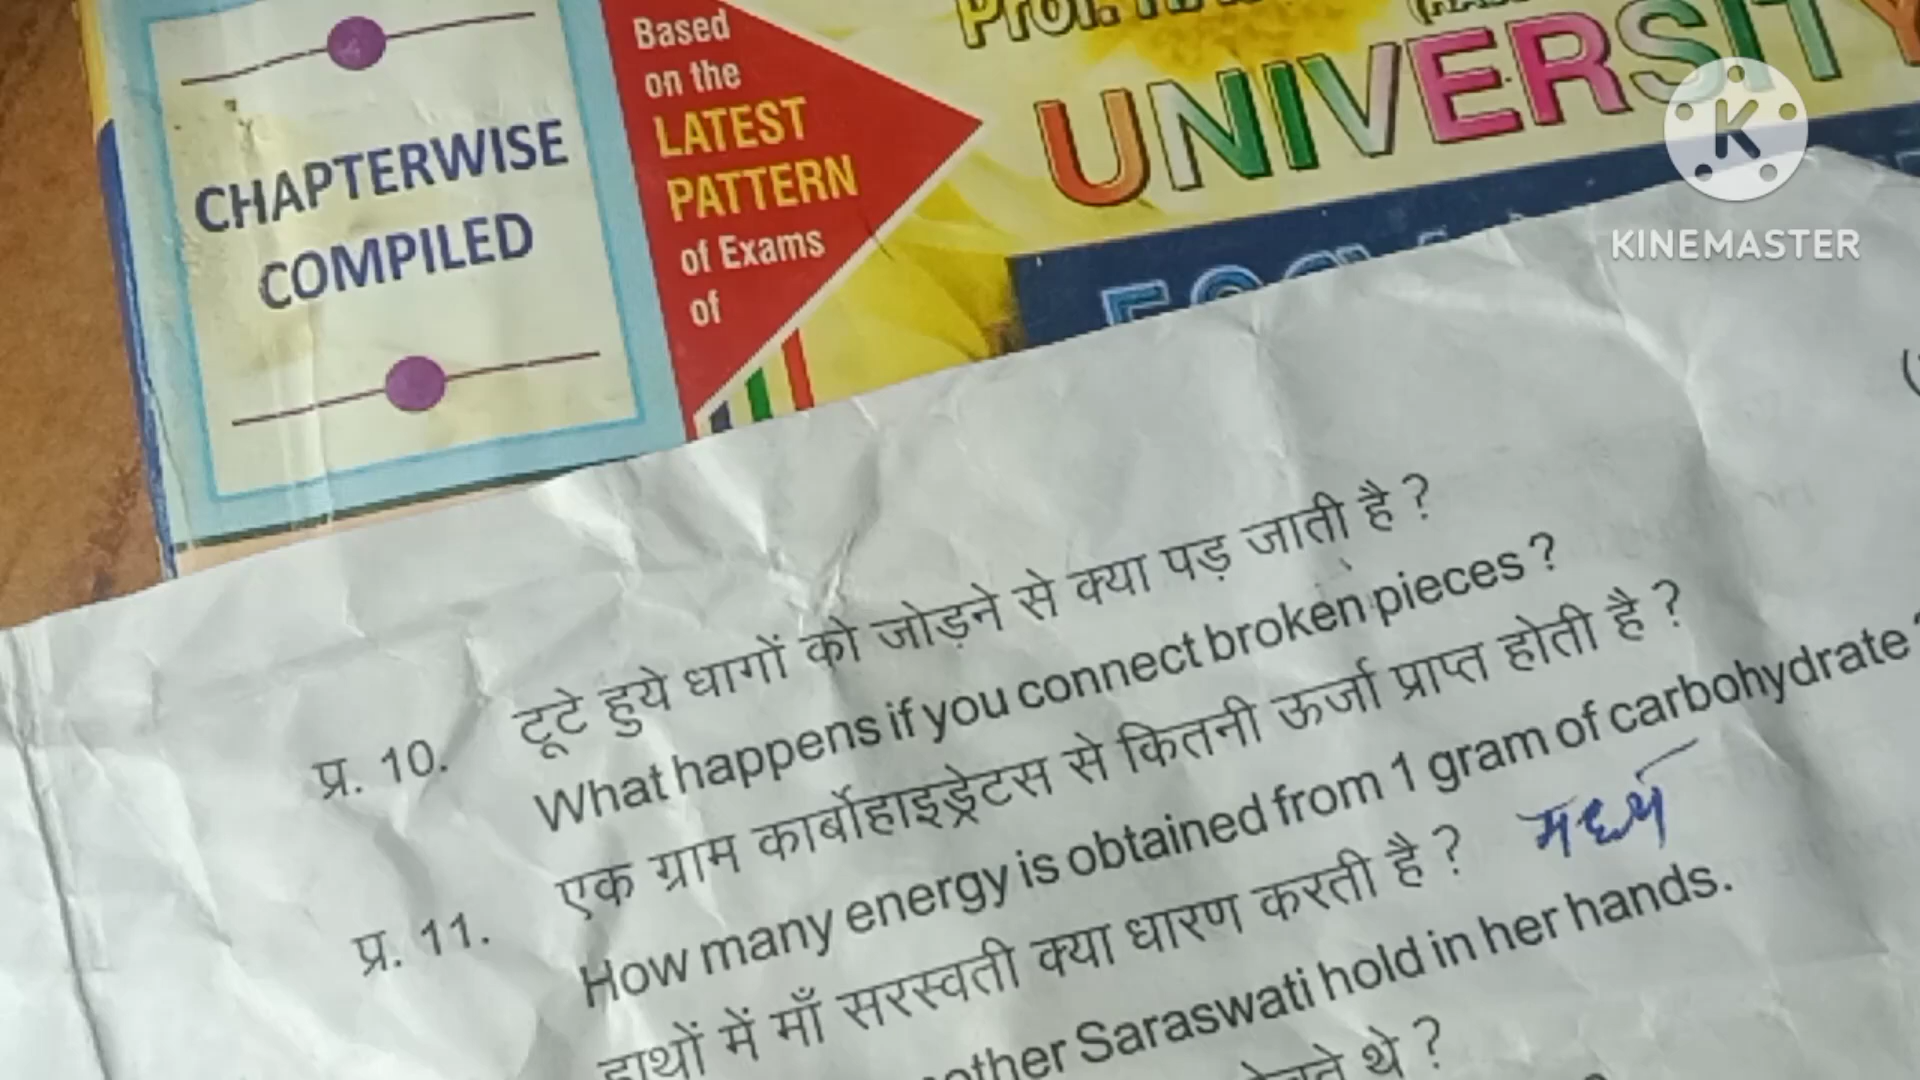 CHAPTERWISE
COMPILED
Based
on the
LATEST
PATTERN
of Exams
of
Prof.
UNIVERSITY
KINEMASTER
प्र. 10. टूटे हुये धागों को जोड़ने से क्या पड़ जाती है ?
What happens if you connect broken pieces ?
प्र. 11. एक ग्राम कार्बोहाइड्रेटस से कितनी ऊर्जा प्राप्त होती है ?
How many energy is obtained from 1 gram of carbohydrate ?
हाथों में माँ सरस्वती क्या धारण करती है ?
Saraswati hold in her hands.
थे ?